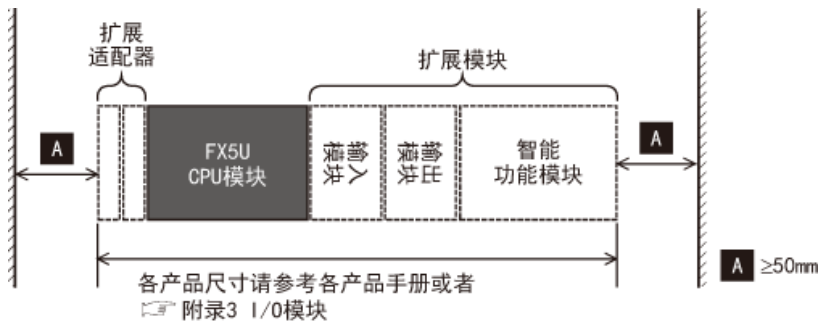 扩展
适配器
扩展模块
A
FX5U
CPU模块
输入
模块
输出
模块
智能
功能模块
A
各产品尺寸请参考各产品手册或者
☞ 附录3 I/O模块
A ≥50mm